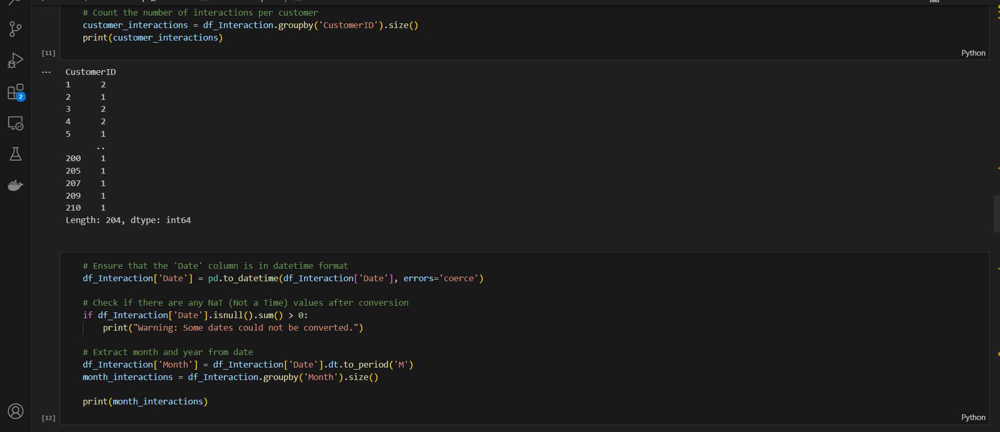 # Count the number of interactions per customer
customer_interactions = df_Interaction.groupby('CustomerID').size()
print(customer_interactions)
[11]
Python
... CustomerID
1      2
2      1
3      2
4      2
5      1
..
200    1
205    1
207    1
209    1
210    1
Length: 204, dtype: int64
2
# Ensure that the 'Date' column is in datetime format
df_Interaction['Date'] = pd.to_datetime(df_Interaction['Date'], errors='coerce')
# Check if there are any NaT (Not a Time) values after conversion
if df_Interaction['Date'].isnull().sum() > 0:
    print("Warning: Some dates could not be converted.")
# Extract month and year from date
df_Interaction['Month'] = df_Interaction['Date'].dt.to_period('M')
month_interactions = df_Interaction.groupby('Month').size()
print(month_interactions)
[12]
Python